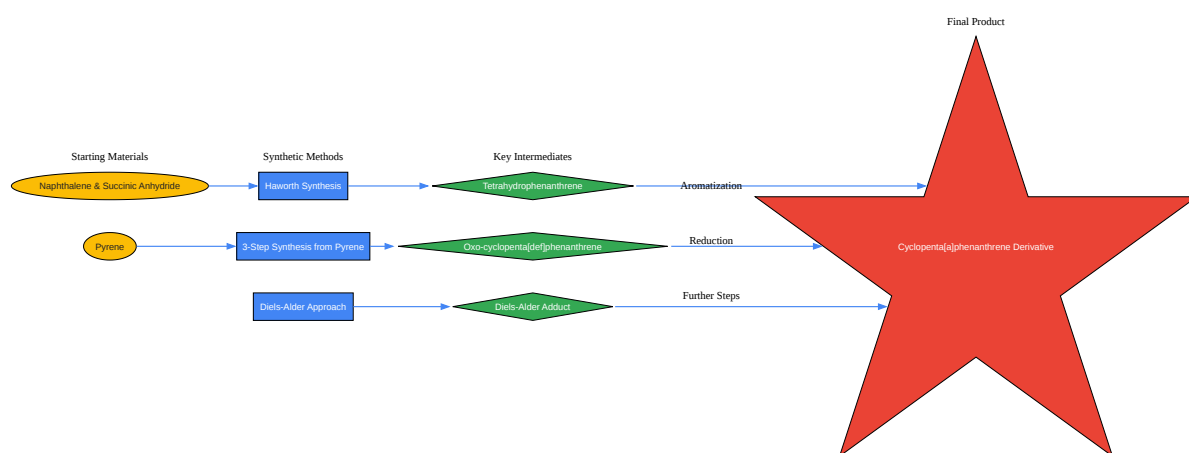 Final Product
Starting Materials
Synthetic Methods
Key Intermediates
Naphthalene & Succinic Anhydride
Haworth Synthesis
Tetrahydrophenanthrene
Aromatization
Pyrene
3-Step Synthesis from Pyrene
Oxo-cyclopenta[def]phenanthrene
Reduction
Cyclopenta[a]phenanthrene Derivative
Diels-Alder Approach
Diels-Alder Adduct
Further Steps